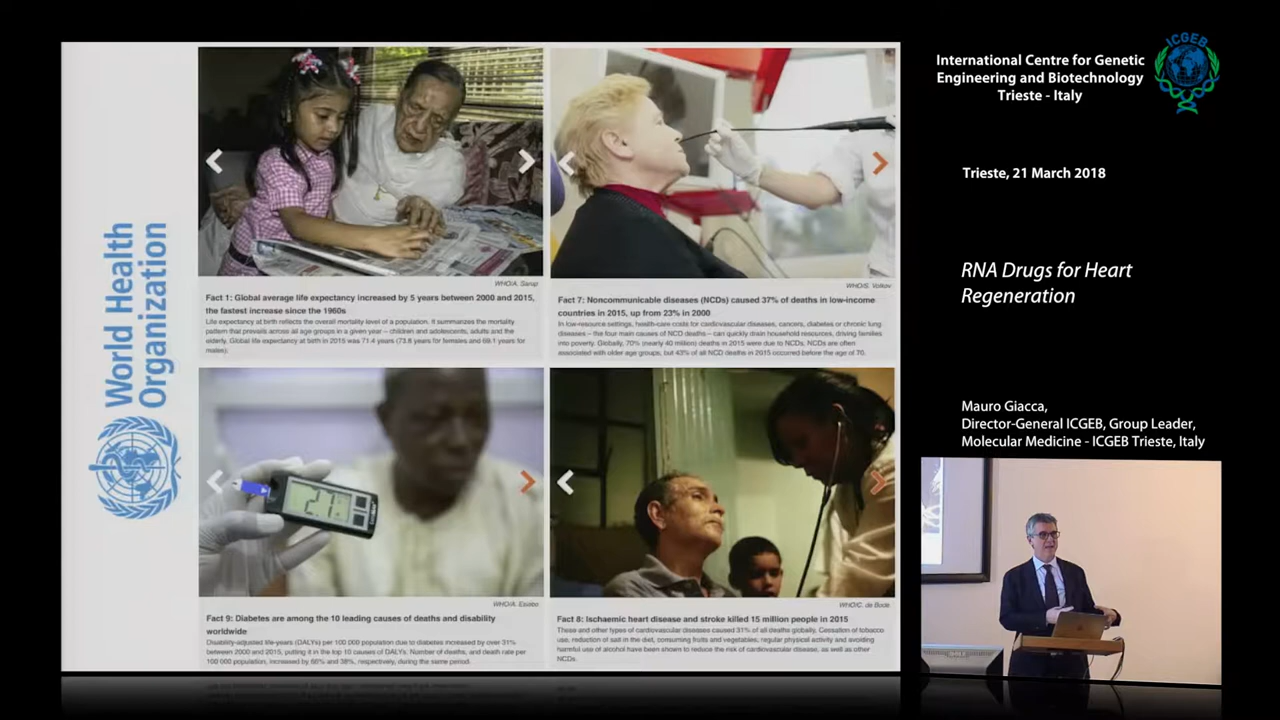 World Health
Organization
WHO/A. Sarup
Fact 1: Global average life expectancy increased by 5 years between 2000 and 2015,
the fastest increase since the 1960s
Life expectancy at birth reflects the overall mortality level of a population. It summarizes the mortality
pattern that prevails across all age groups in a given year – children and adolescents, adults and the
elderly. Global life expectancy at birth in 2015 was 71.4 years (73.8 years for females and 69.1 years for
males).
WHO/S. Volkov
Fact 7: Noncommunicable diseases (NCDs) caused 37% of deaths in low-income
countries in 2015, up from 23% in 2000
In low-resource settings, health-care costs for cardiovascular diseases, cancers, diabetes or chronic lung
diseases – the four main causes of NCD deaths– can quickly drain household resources, driving families
into poverty. Globally, 70% (nearly 40 million) deaths in 2015 were due to NCDs. NCDs are often
associated with older age groups, but 43% of all NCD deaths in 2015 occurred before the age of 70.
WHO/A. Esiebo
Fact 9: Diabetes are among the 10 leading causes of deaths and disability
worldwide
Disability-adjusted life-years (DALYs) per 100 000 population due to diabetes increased by over 31%
between 2000 and 2015, putting it in the top 10 causes of DALYs. Number of deaths, and death rate per
100 000 population, increased by 66% and 38%, respectively, during the same period.
WHO/C. de Bode
Fact 8: Ischaemic heart disease and stroke killed 15 million people in 2015
These and other types of cardiovascular diseases caused 31% of all deaths globally. Cessation of tobacco
use, reduction of salt in the diet, consuming fruits and vegetables, regular physical activity and avoiding
harmful use of alcohol have been shown to reduce the risk of cardiovascular disease, as well as other
NCDs.
International Centre for Genetic
Engineering and Biotechnology
Trieste - Italy
ICGEB
Trieste, 21 March 2018
RNA Drugs for Heart
Regeneration
Mauro Giacca,
Director-General ICGEB, Group Leader,
Molecular Medicine - ICGEB Trieste, Italy